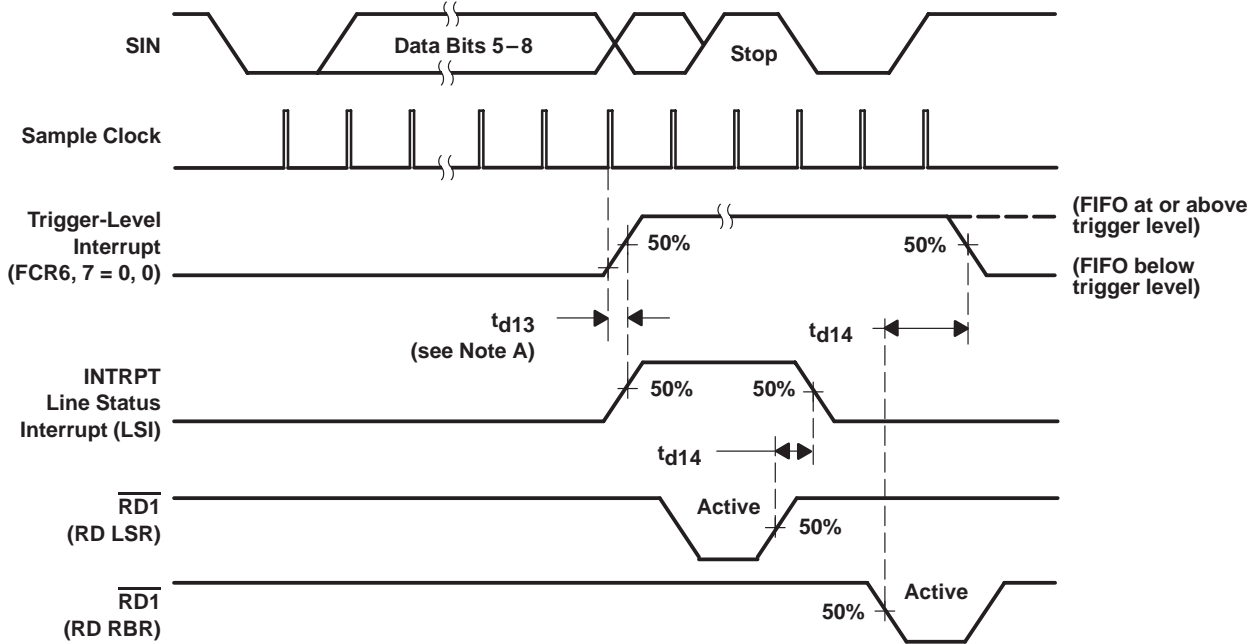 SIN
Data Bits 5–8
Stop
Sample Clock
Trigger-Level
Interrupt
(FCR6, 7 = 0, 0)
50%
50%
(FIFO at or above
trigger level)
(FIFO below
trigger level)
td13
(see Note A)
td14
INTRPT
Line Status
Interrupt (LSI)
50%
50%
td14
RD1
(RD LSR)
Active
50%
RD1
(RD RBR)
50%
Active